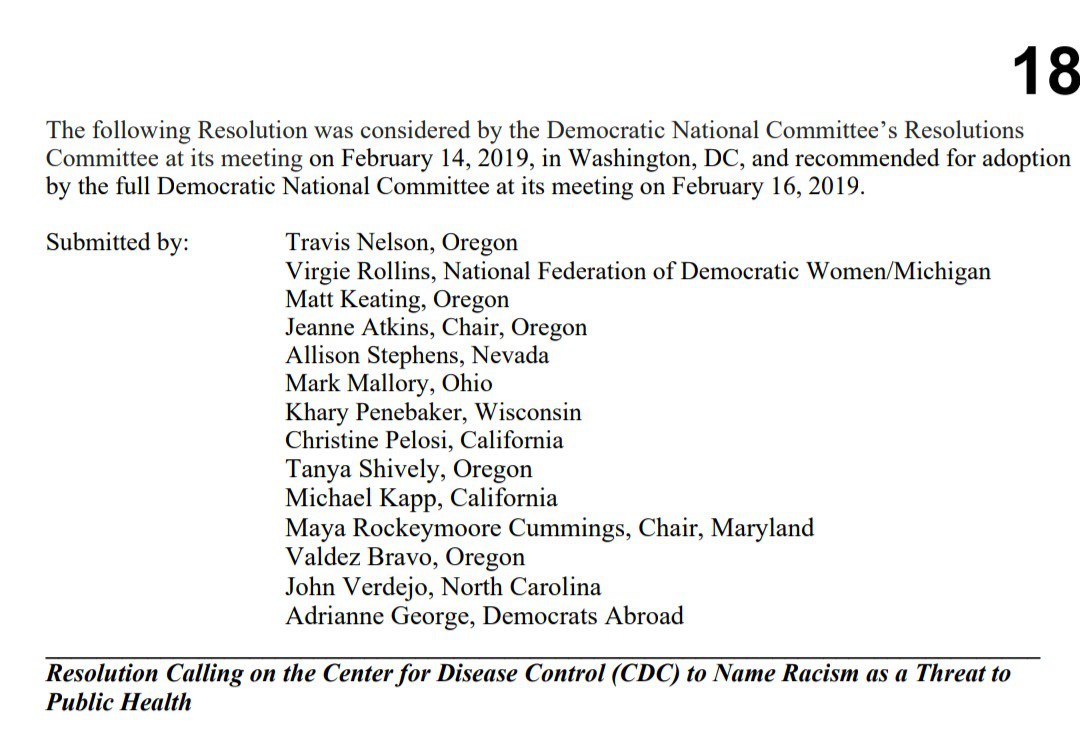 18
The following Resolution was considered by the Democratic National Committee’s Resolutions
Committee at its meeting on February 14, 2019, in Washington, DC, and recommended for adoption
by the full Democratic National Committee at its meeting on February 16, 2019.
Submitted by: Travis Nelson, Oregon
Virgie Rollins, National Federation of Democratic Women/Michigan
Matt Keating, Oregon
Jeanne Atkins, Chair, Oregon
Allison Stephens, Nevada
Mark Mallory, Ohio
Khary Penebaker, Wisconsin
Christine Pelosi, California
Tanya Shively, Oregon
Michael Kapp, California
Maya Rockeymoore Cummings, Chair, Maryland
Valdez Bravo, Oregon
John Verdejo, North Carolina
Adrianne George, Democrats Abroad
Resolution Calling on the Center for Disease Control (CDC) to Name Racism as a Threat to
Public Health